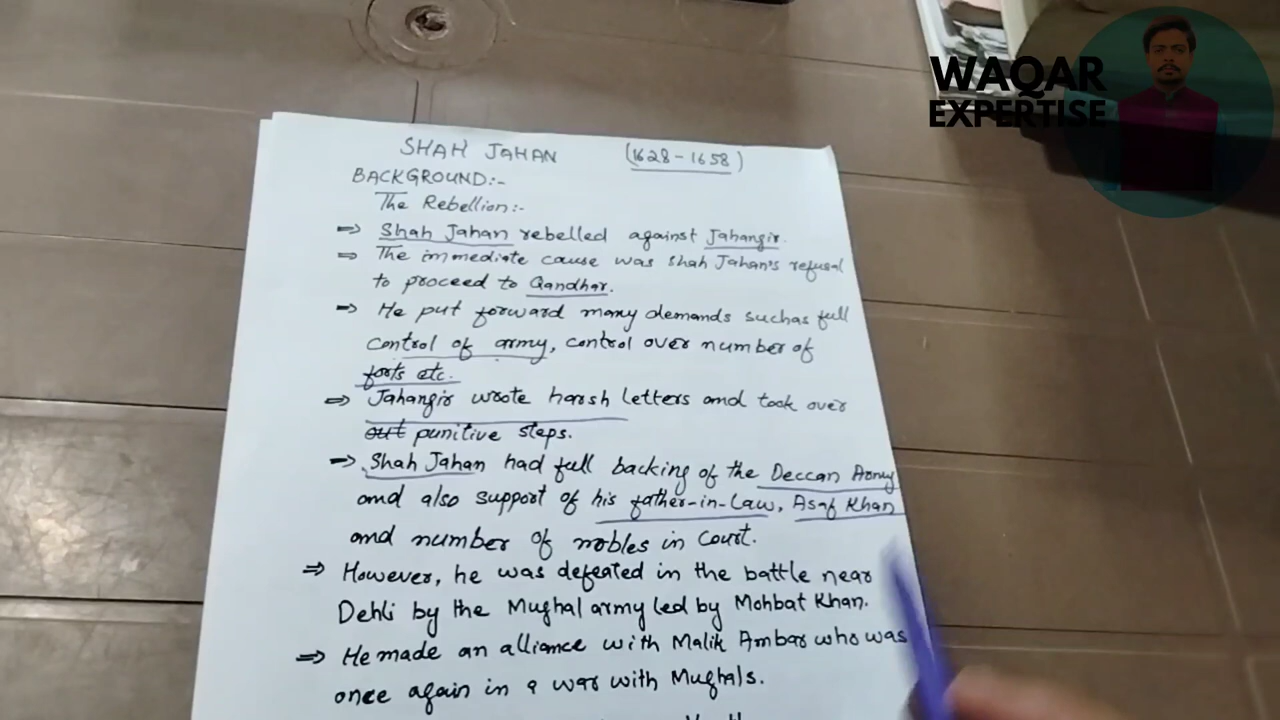 WAQAR
EXPERTISE
SHAH JAHAN (1628-1658)
BACKGROUND:-
The Rebellion:-
⇒ Shah Jahan rebelled against Jahangir.
⇒ The immediate cause was Shah Jahan's refusal
to proceed to Qandhar.
⇒ He put forward many demands such as full
control of army, control over number of
forts etc.
⇒ Jahangir wrote harsh letters and took over
out punitive steps.
⇒ Shah Jahan had full backing of the Deccan Army
and also support of his father-in-law, Asaf Khan
and number of nobles in court.
⇒ However, he was defeated in the battle near
Dehli by the Mughal army led by Mohbat Khan.
⇒ He made an alliance with Malik Ambar who was
once again in a war with Mughals.